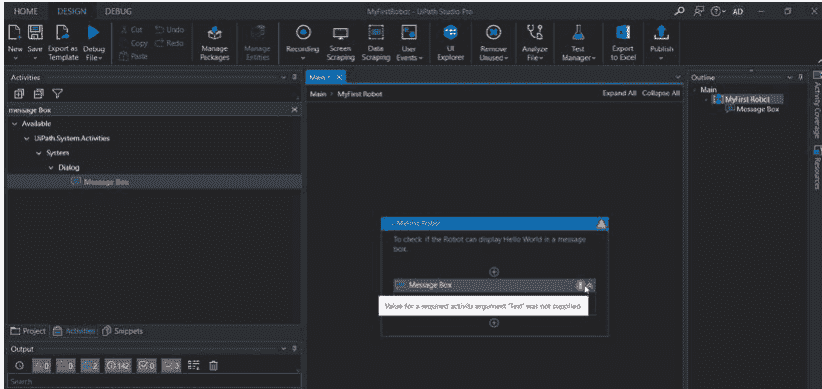 HOME DESIGN DEBUG
MyFirstRobot - UiPath Studio Pro
AD
New Save Export as Template Debug File
Cut Undo
Copy Redo
Paste
Manage Packages
Manage Entities
Recording
Screen Scraping
Data Scraping
User Events
UI Explorer
Remove Unused
Analyze File
Test Manager
Export to Excel
Publish
Activities
message Box
Available
UiPath.System.Activities
System
Dialog
Message Box
Project Activities Snippets
Output
0 0 2 142 0 0
Search
Main
Main > MyFirst Robot
Expand All Collapse All
MyFirst Robot
To check if the Robot can display Hello World in a message
box.
Message Box
Value for a required activity argument 'Text' was not supplied.
Outline
Main
MyFirst Robot
Message Box
Activity Coverage
Resources